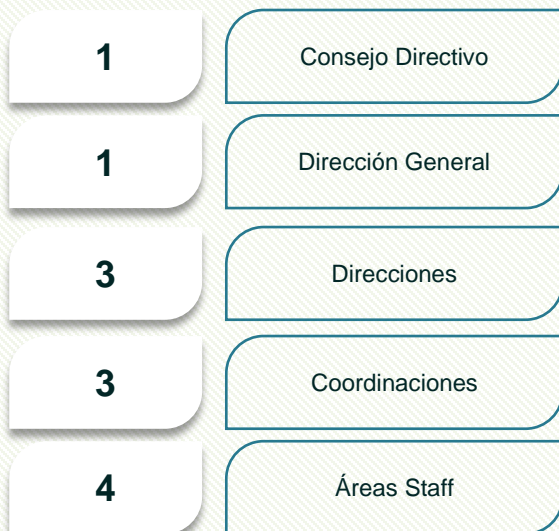 1 Consejo Directivo
1 Dirección General
3 Direcciones
3 Coordinaciones
4 Áreas Staff